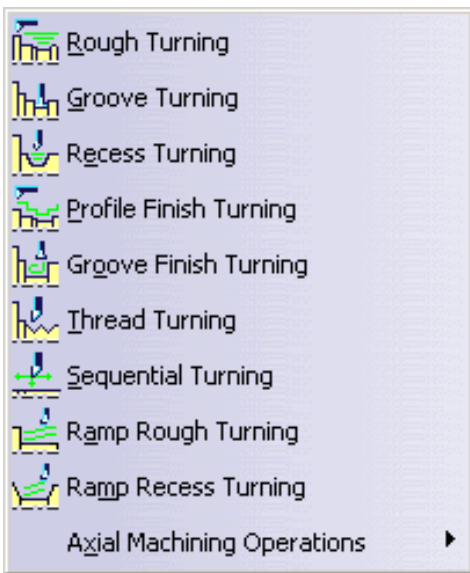 Rough Turning
Groove Turning
Recess Turning
Profile Finish Turning
Groove Finish Turning
Thread Turning
Sequential Turning
Ramp Rough Turning
Ramp Recess Turning
Axial Machining Operations